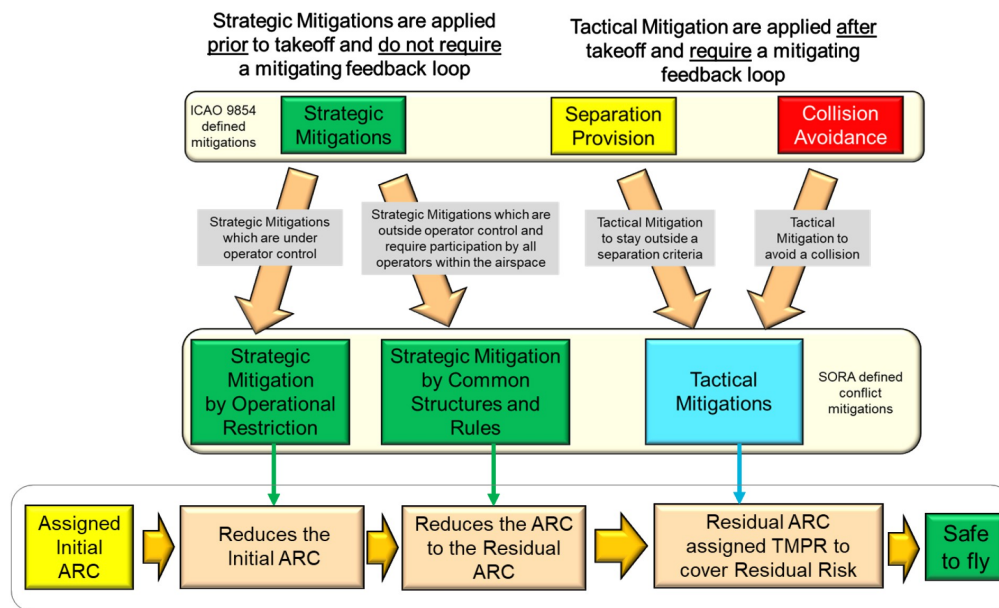 Strategic Mitigations are applied
prior to takeoff and do not require
a mitigating feedback loop
Tactical Mitigation are applied after
takeoff and require a mitigating
feedback loop
ICAO 9854
defined
mitigations
Strategic
Mitigations
Separation
Provision
Collision
Avoidance
Strategic Mitigations
which are under
operator control
Strategic Mitigations which are
outside operator control and
require participation by all
operators within the airspace
Tactical Mitigation
to stay outside a
separation criteria
Tactical
Mitigation to
avoid a collision
Strategic
Mitigation
by Operational
Restriction
Strategic Mitigation
by Common
Structures and
Rules
Tactical
Mitigations
SORA defined
conflict
mitigations
Assigned
Initial
ARC
Reduces the
Initial ARC
Reduces the ARC
to the Residual
ARC
Residual ARC
assigned TMPR to
cover Residual Risk
Safe
to fly